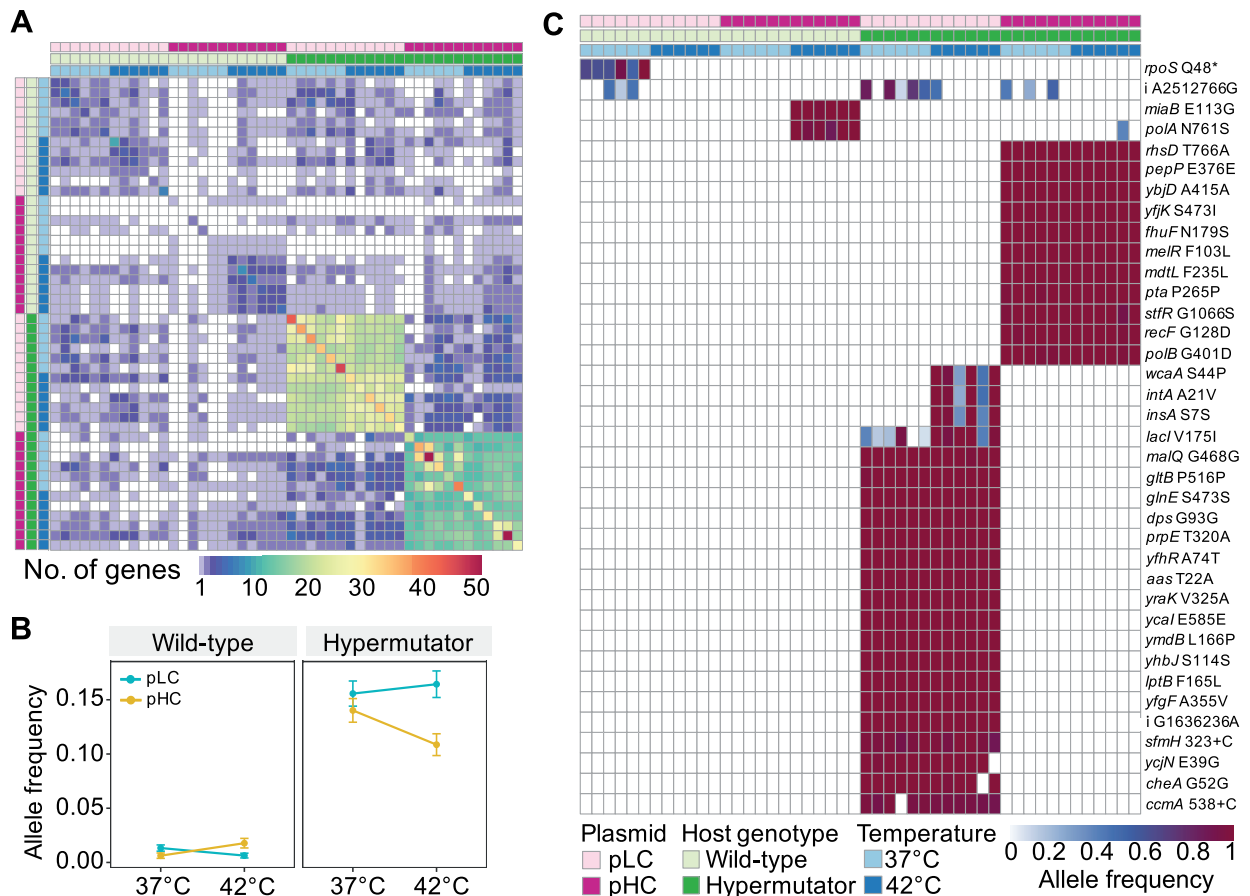 A
No. of genes
1 10 20 30 40 50
B
Wild-type Hypermutator
pLC
pHC
Allele frequency
0.15
0.10
0.05
0.00
37°C 42°C 37°C 42°C
C
rpoS Q48*
i A2512766G
miaB E113G
polA N761S
rhsD T766A
pepP E376E
ybjD A415A
yfjK S473I
fhuF N179S
melR F103L
mdtL F235L
pta P265P
stfR G1066S
recF G128D
polB G401D
wcaA S44P
intA A21V
insA S7S
lacI V175I
malQ G468G
gltB P516P
glnE S473S
dps G93G
prpE T320A
yfhR A74T
aas T22A
yraK V325A
ycaI E585E
ymdB L166P
yhbJ S114S
lptB F165L
yfgF A355V
i G1636236A
sfmH 323+C
ycjN E39G
cheA G52G
ccmA 538+C
Plasmid
pLC
pHC
Host genotype
Wild-type
Hypermutator
Temperature
37°C
42°C
0 0.2 0.4 0.6 0.8 1
Allele frequency